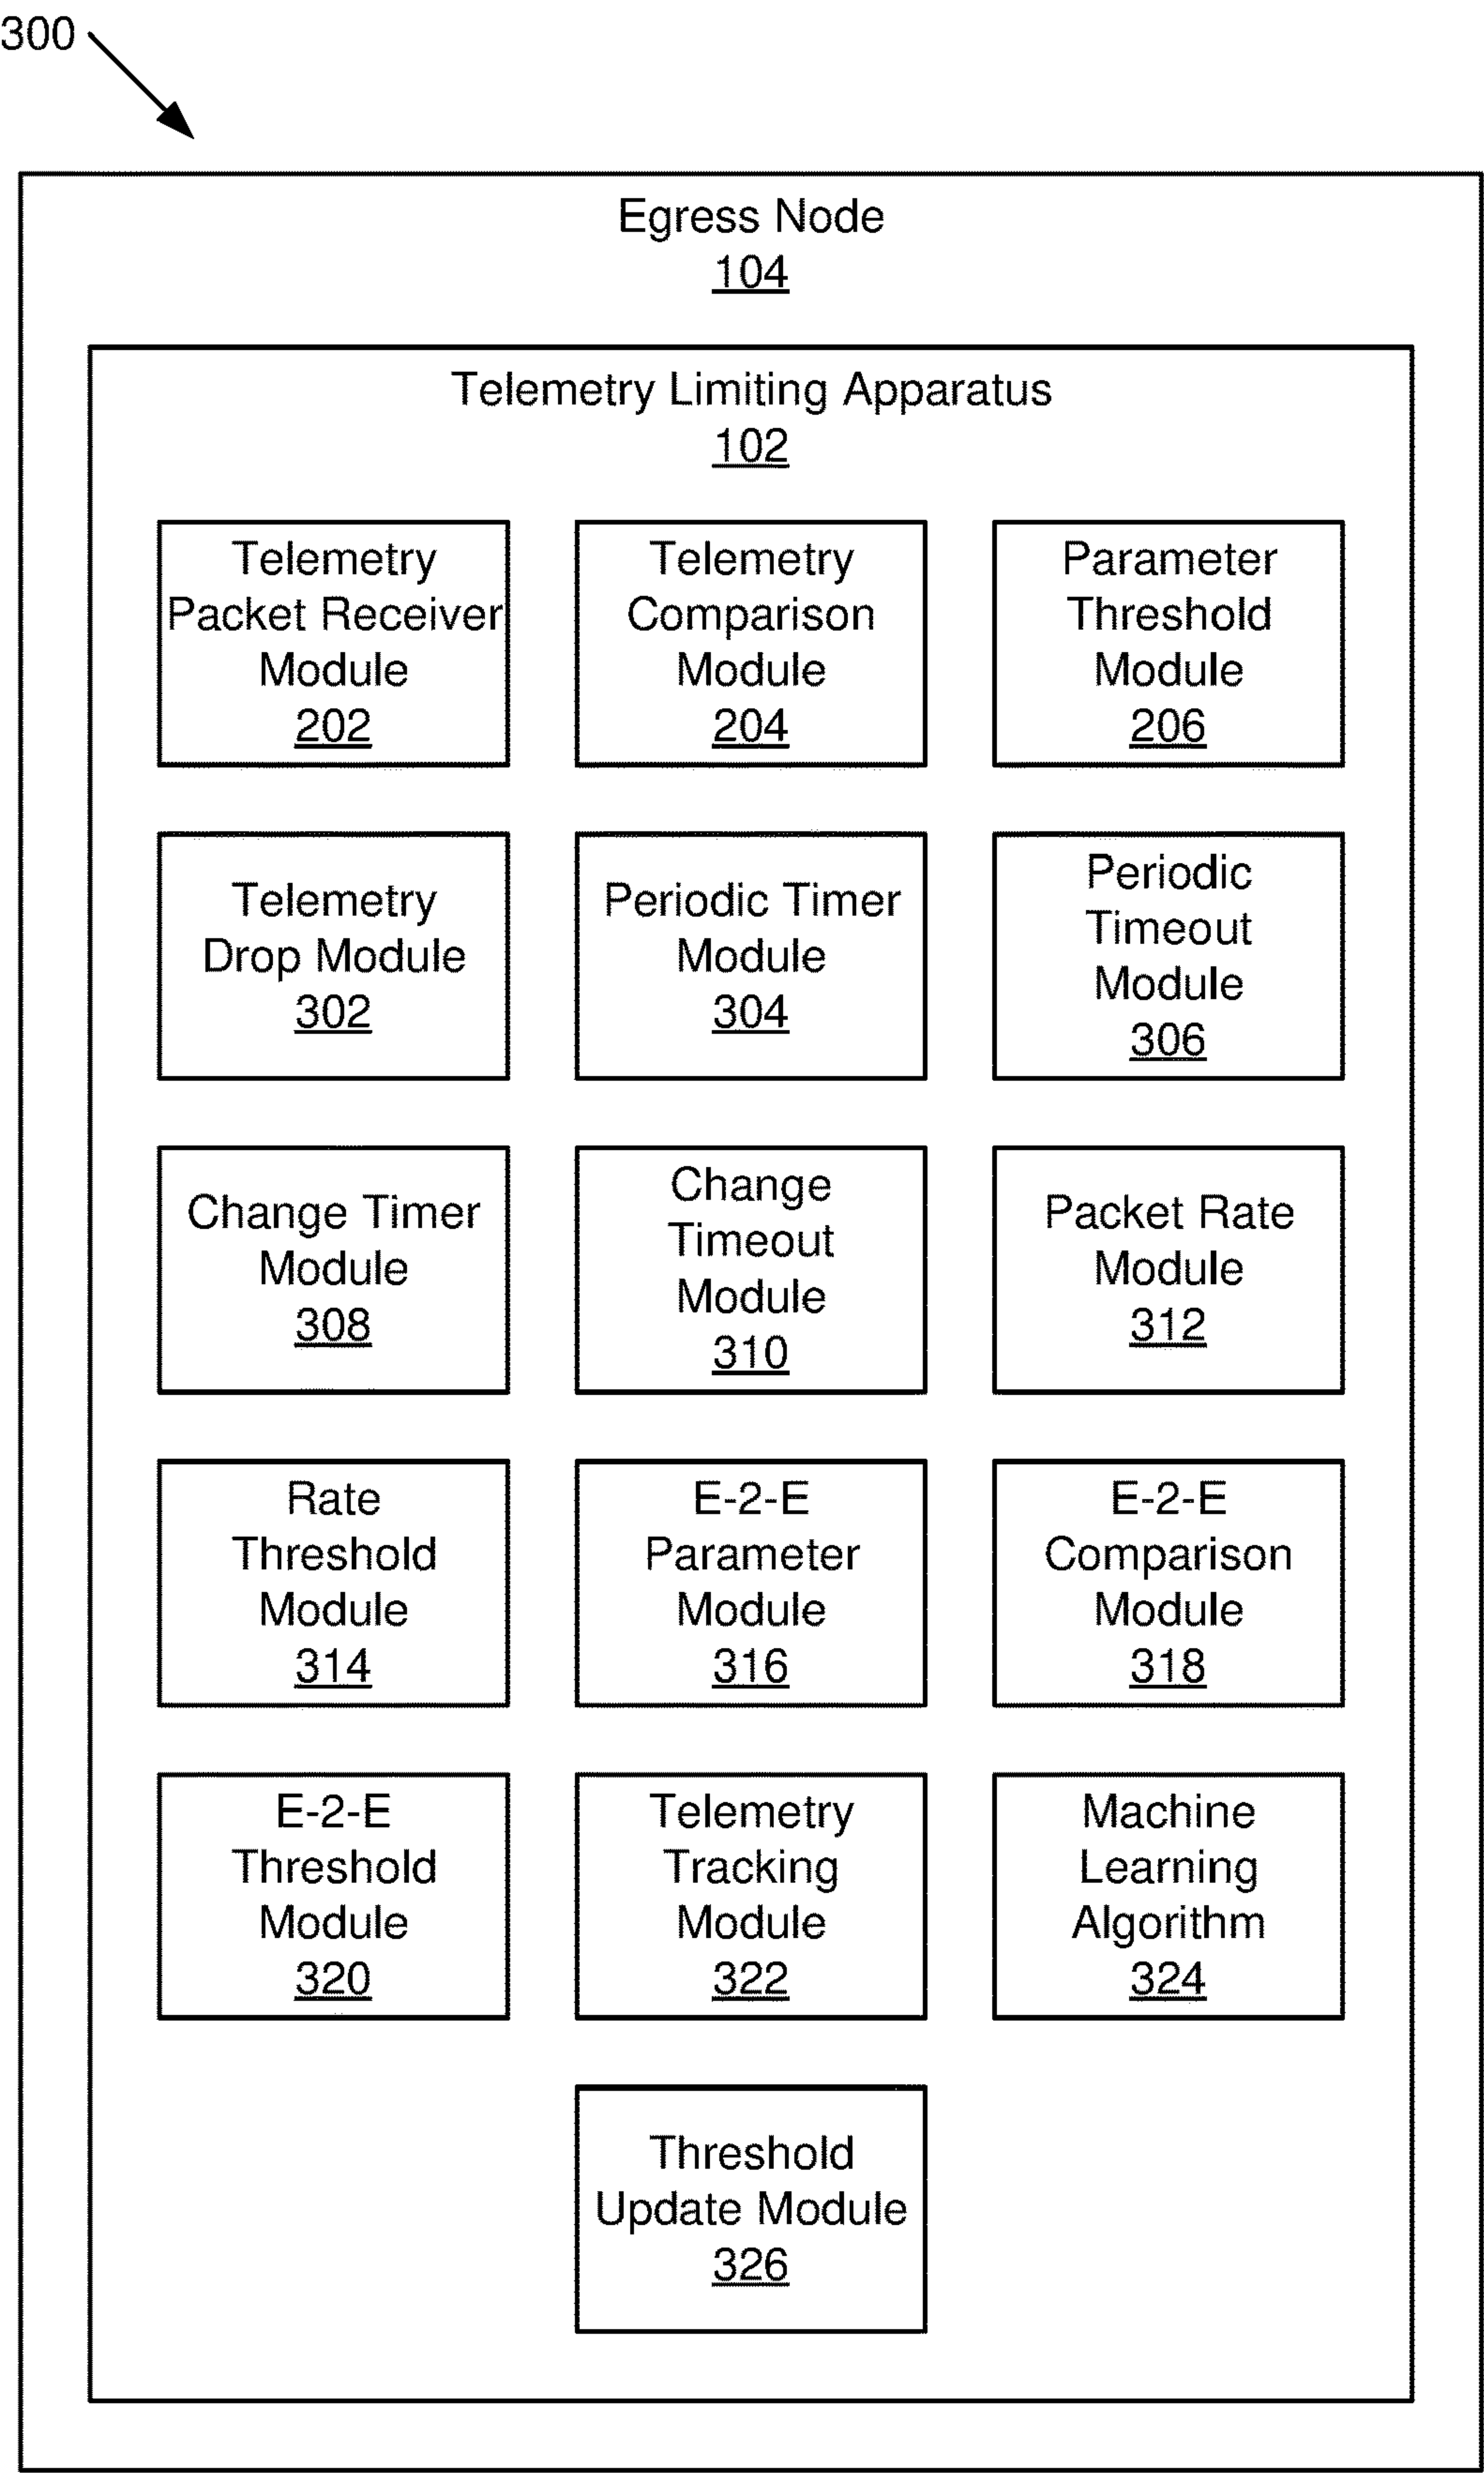 300
Egress Node
104
Telemetry Limiting Apparatus
102
Telemetry
Packet Receiver
Module
202
Telemetry
Comparison
Module
204
Parameter
Threshold
Module
206
Telemetry
Drop Module
302
Periodic Timer
Module
304
Periodic
Timeout
Module
306
Change Timer
Module
308
Change
Timeout
Module
310
Packet Rate
Module
312
Rate
Threshold
Module
314
E-2-E
Parameter
Module
316
E-2-E
Comparison
Module
318
E-2-E
Threshold
Module
320
Telemetry
Tracking
Module
322
Machine
Learning
Algorithm
324
Threshold
Update Module
326